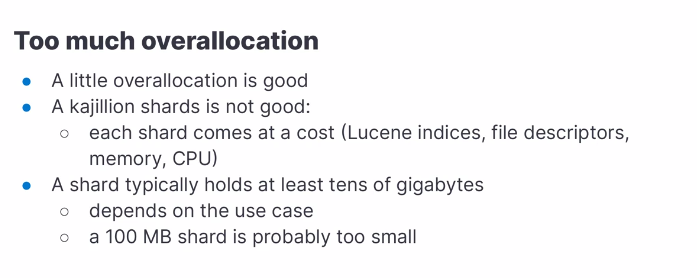 Too much overallocation
● A little overallocation is good
● A kajillion shards is not good:
○ each shard comes at a cost (Lucene indices, file descriptors,
memory, CPU)
● A shard typically holds at least tens of gigabytes
○ depends on the use case
○ a 100 MB shard is probably too small